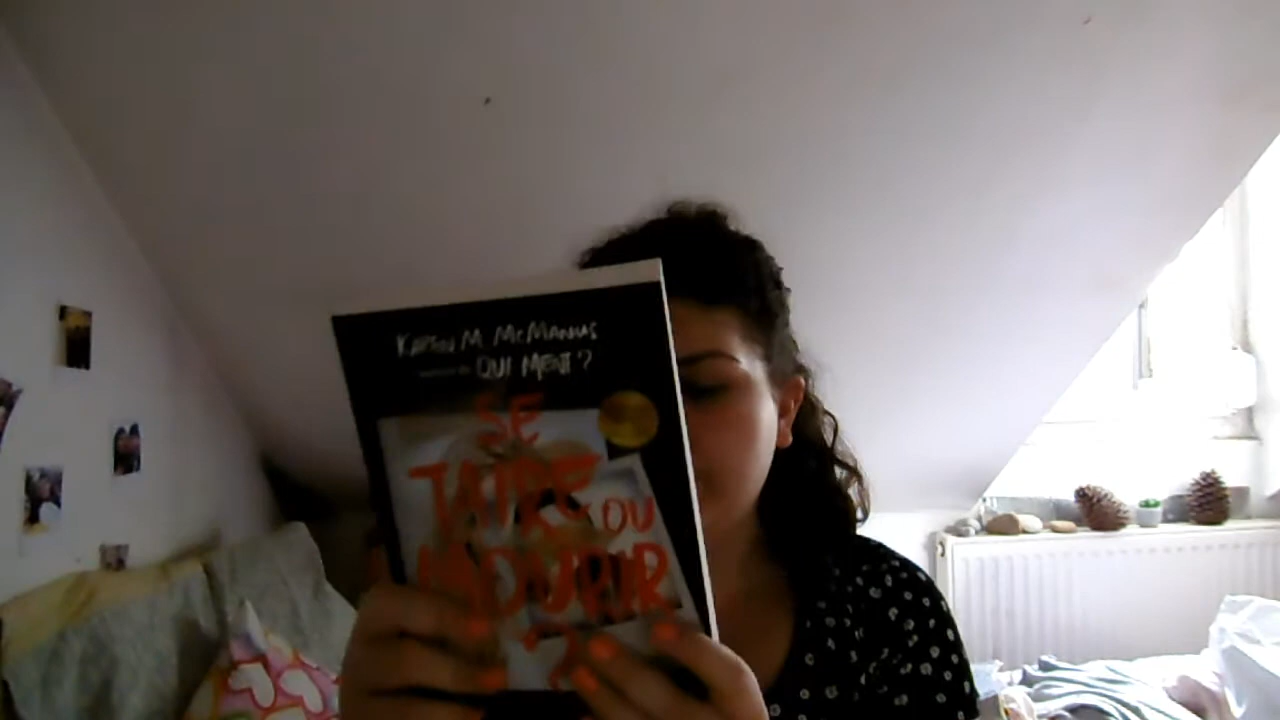 KAREN M. McMANUS
QUI MENT ?
SE
TAIRE OU
MOURIR
?